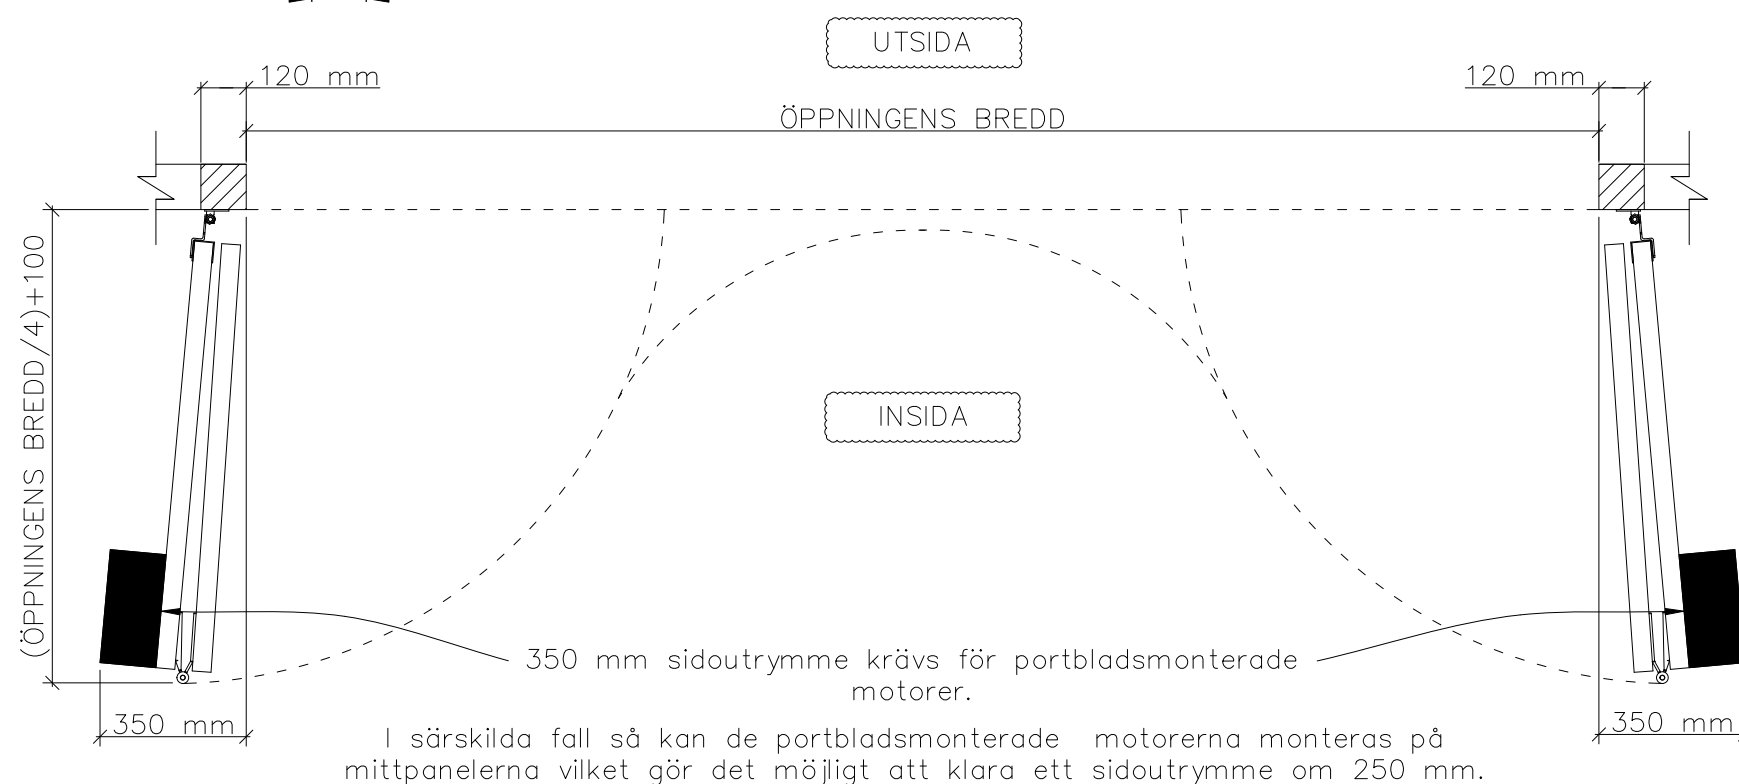 UTSIDA
120 mm
120 mm
ÖPPNINGENS BREDD
(ÖPPNINGENS BREDD/4)+100
INSIDA
350 mm sidoutrymme krävs för portbladsmonterade
motorer.
350 mm
350 mm
I särskilda fall så kan de portbladsmonterade motorerna monteras på
mittpanelerna vilket gör det möjligt att klara ett sidoutrymme om 250 mm.